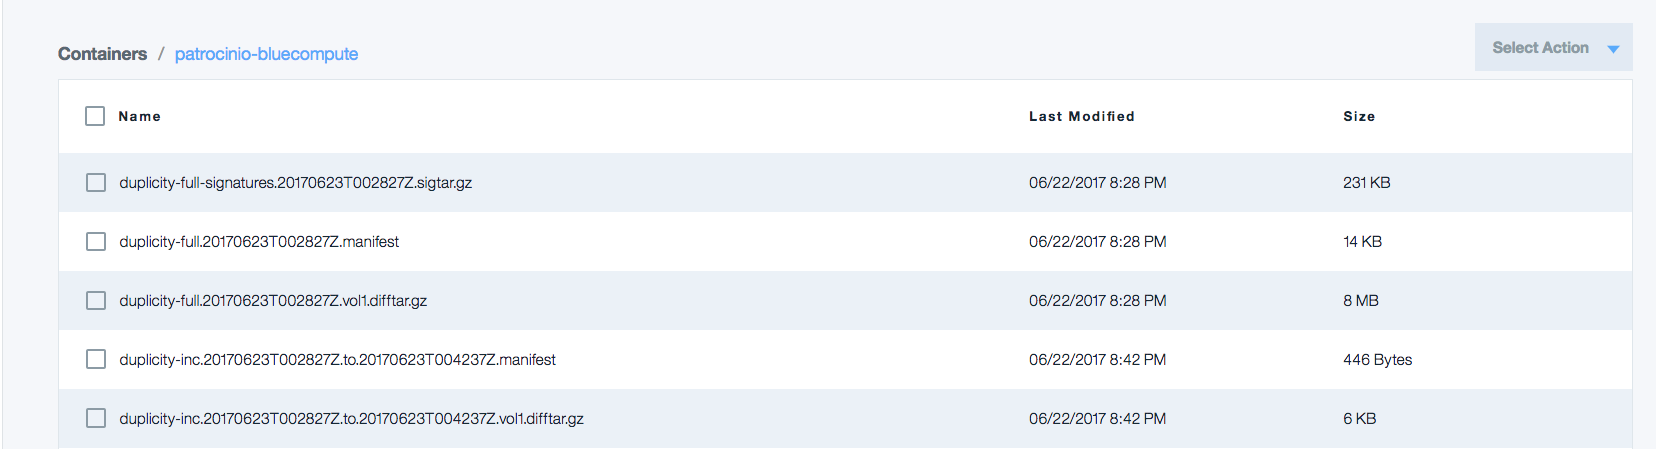 Containers / patrocinio-bluecompute
Select Action
Name Last Modified Size
duplicity-full-signatures.20170623T002827Z.sigtar.gz 06/22/2017 8:28 PM 231 KB
duplicity-full.20170623T002827Z.manifest 06/22/2017 8:28 PM 14 KB
duplicity-full.20170623T002827Z.vol1.difftar.gz 06/22/2017 8:28 PM 8 MB
duplicity-inc.20170623T002827Z.to.20170623T004237Z.manifest 06/22/2017 8:42 PM 446 Bytes
duplicity-inc.20170623T002827Z.to.20170623T004237Z.vol1.difftar.gz 06/22/2017 8:42 PM 6 KB